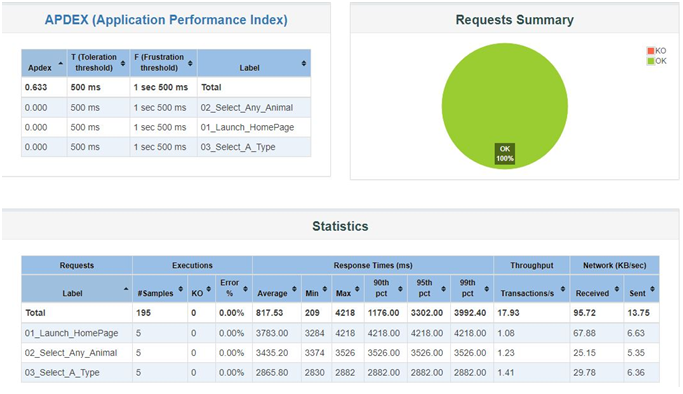 APDEX (Application Performance Index)
Apdex T (Toleration threshold) F (Frustration threshold) Label
0.633 500 ms 1 sec 500 ms Total
0.000 500 ms 1 sec 500 ms 02_Select_Any_Animal
0.000 500 ms 1 sec 500 ms 01_Launch_HomePage
0.000 500 ms 1 sec 500 ms 03_Select_A_Type
Requests Summary
KO
OK
OK
100%
Statistics
Requests Executions Response Times (ms) Throughput Network (KB/sec)
Label #Samples KO Error % Average Min Max 90th pct 95th pct 99th pct Transactions/s Received Sent
Total 195 0 0.00% 817.53 209 4218 1176.00 3302.00 3992.40 17.93 95.72 13.75
01_Launch_HomePage 5 0 0.00% 3783.00 3284 4218 4218.00 4218.00 4218.00 1.08 67.88 6.63
02_Select_Any_Animal 5 0 0.00% 3435.20 3374 3526 3526.00 3526.00 3526.00 1.23 25.15 5.35
03_Select_A_Type 5 0 0.00% 2865.80 2830 2882 2882.00 2882.00 2882.00 1.41 29.78 6.36